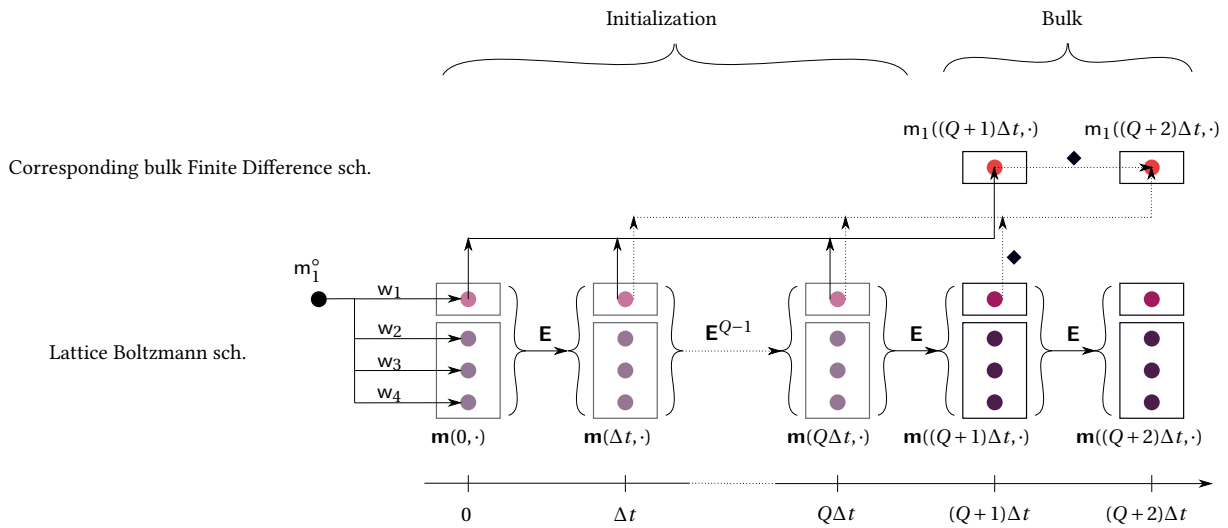 Initialization Bulk
m₁((Q + 1)Δt, ·) m₁((Q + 2)Δt, ·)
Corresponding bulk Finite Difference sch.
m₁°
w₁
w₂
E E^{Q−1} E E
Lattice Boltzmann sch.
w₃
w₄
m(0, ·) m(Δt, ·) m(QΔt, ·) m((Q + 1)Δt, ·) m((Q + 2)Δt, ·)
0 Δt QΔt (Q + 1)Δt (Q + 2)Δt